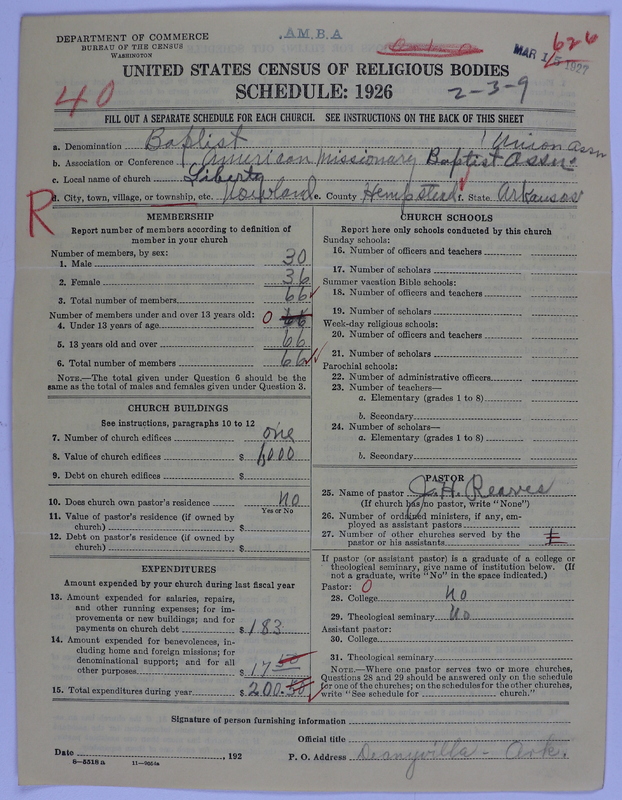 DEPARTMENT OF COMMERCE
BUREAU OF THE CENSUS
WASHINGTON
A.M.B.A
MAR 15 1927
626
UNITED STATES CENSUS OF RELIGIOUS BODIES
SCHEDULE: 1926
40
2-3-9
FILL OUT A SEPARATE SCHEDULE FOR EACH CHURCH. SEE INSTRUCTIONS ON THE BACK OF THIS SHEET
a. Denomination Baptist
Union Assn
b. Association or Conference American Missionary Baptist Assn.
c. Local name of church Liberty
R
d. City, town, village, or township, etc. e. County Hempstead f. State Arkansas
MEMBERSHIP
Report number of members according to definition of
member in your church
Number of members, by sex:
1. Male 30
2. Female 36
3. Total number of members 66
Number of members under and over 13 years old:
4. Under 13 years of age 0 66
5. 13 years old and over 66
6. Total number of members 66
NOTE.—The total given under Question 6 should be the
same as the total of males and females given under Question 3.
CHURCH BUILDINGS
See instructions, paragraphs 10 to 12
7. Number of church edifices one
8. Value of church edifices $ 6000
9. Debt on church edifices $
10. Does church own pastor's residence No
Yes or No
11. Value of pastor's residence (if owned by
church) $
12. Debt on pastor's residence (if owned by
church) $
EXPENDITURES
Amount expended by your church during last fiscal year
13. Amount expended for salaries, repairs,
and other running expenses; for im-
provements or new buildings; and for
payments on church debt $ 183
14. Amount expended for benevolences, in-
cluding home and foreign missions; for
denominational support; and for all
other purposes $ 17 50
15. Total expenditures during year $ 200.50
CHURCH SCHOOLS
Report here only schools conducted by this church
Sunday schools:
16. Number of officers and teachers
17. Number of scholars
Summer vacation Bible schools:
18. Number of officers and teachers
19. Number of scholars
Week-day religious schools:
20. Number of officers and teachers
21. Number of scholars
Parochial schools:
22. Number of administrative officers
23. Number of teachers—
a. Elementary (grades 1 to 8)
b. Secondary
24. Number of scholars—
a. Elementary (grades 1 to 8)
b. Secondary
PASTOR
25. Name of pastor J. H. Reaves
(If church has no pastor, write "None")
26. Number of ordained ministers, if any, em-
ployed as assistant pastors
27. Number of other churches served by the
pastor or his assistants
If pastor (or assistant pastor) is a graduate of a college or
theological seminary, give name of institution below. (If
not a graduate, write "No" in the space indicated.)
Pastor: 0
28. College No
29. Theological seminary No
Assistant pastor:
30. College
31. Theological seminary
NOTE.—Where one pastor serves two or more churches,
Questions 28 and 29 should be answered only on the schedule
for one of the churches; on the schedules for the other churches,
write "See schedule for church."
Signature of person furnishing information
Official title
Date , 192
P. O. Address Deanyville - Ark.
8—5518 a 11—9655a